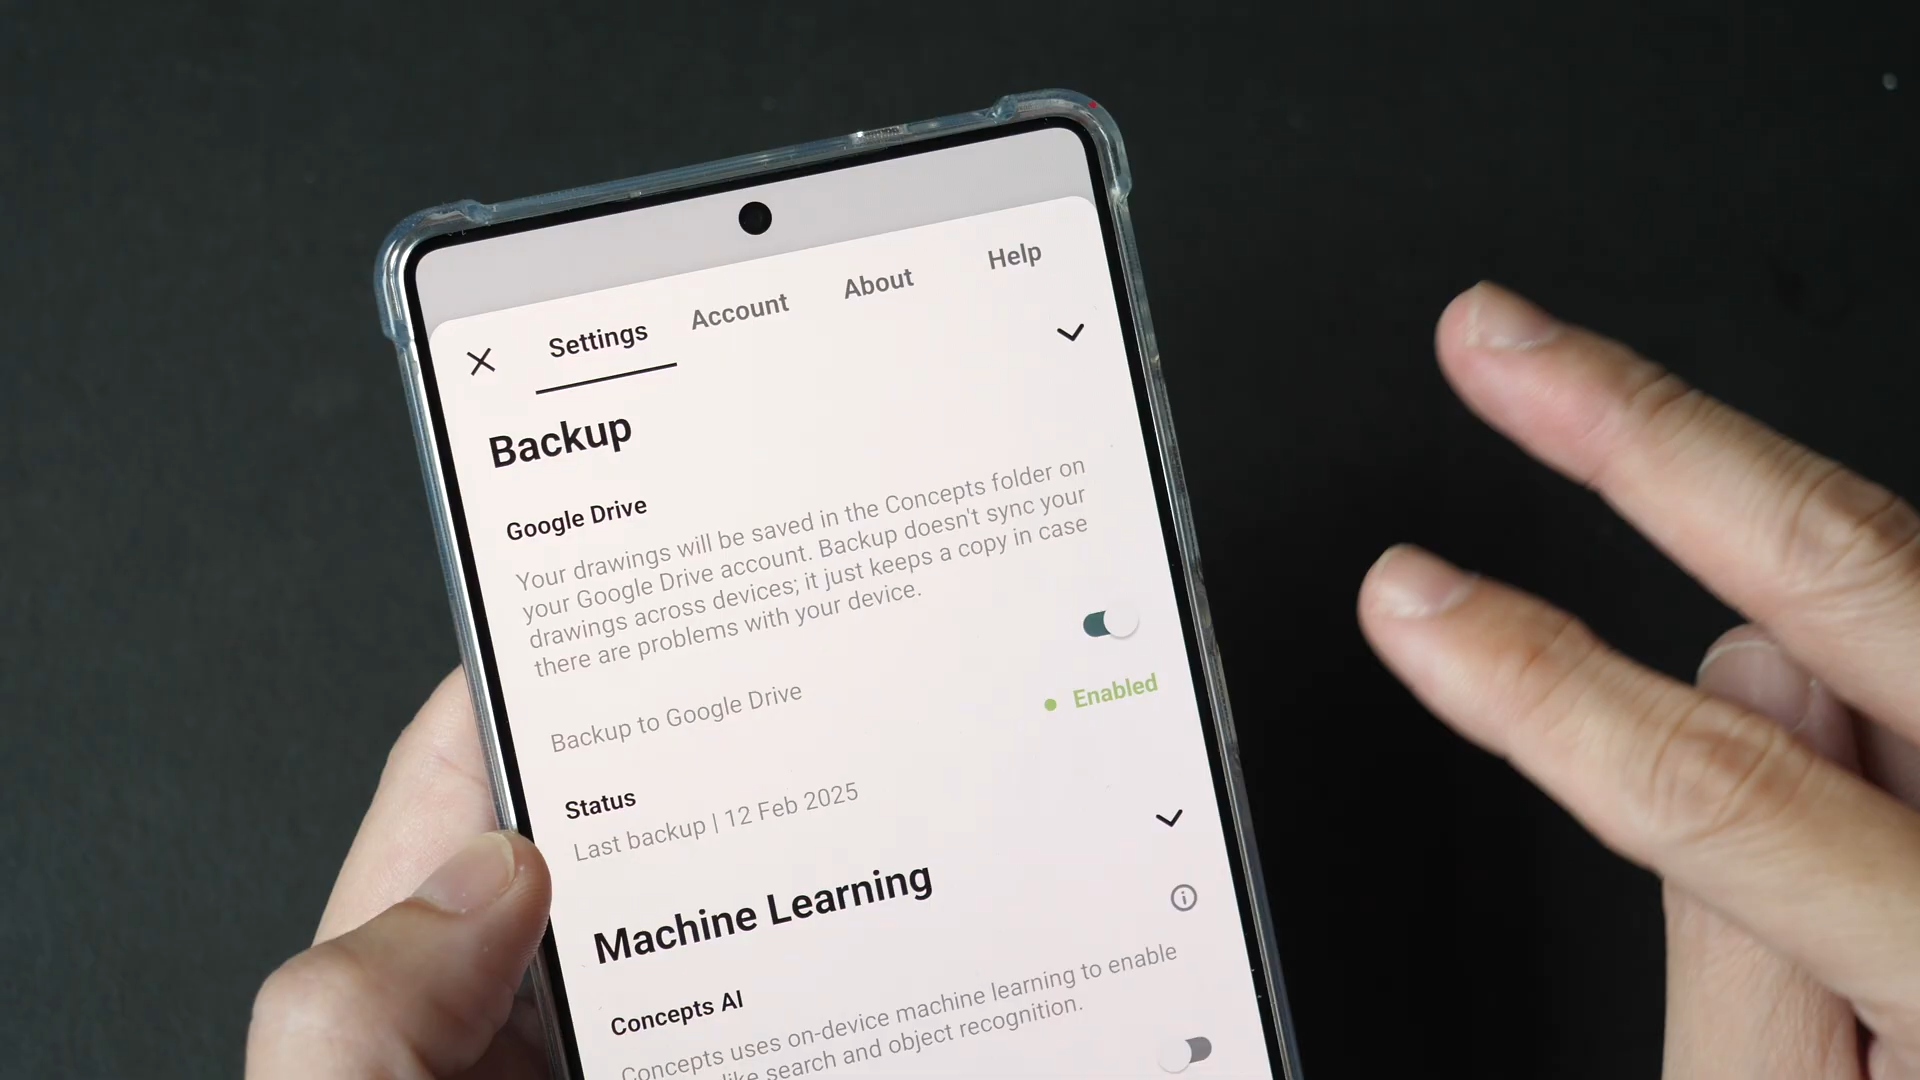 Settings
Account
About
Help
Backup
Google Drive
Your drawings will be saved in the Concepts folder on
your Google Drive account. Backup doesn't sync your
drawings across devices; it just keeps a copy in case
there are problems with your device.
Backup to Google Drive
Enabled
Status
Last backup | 12 Feb 2025
Machine Learning
Concepts AI
Concepts uses on-device machine learning to enable
like search and object recognition.